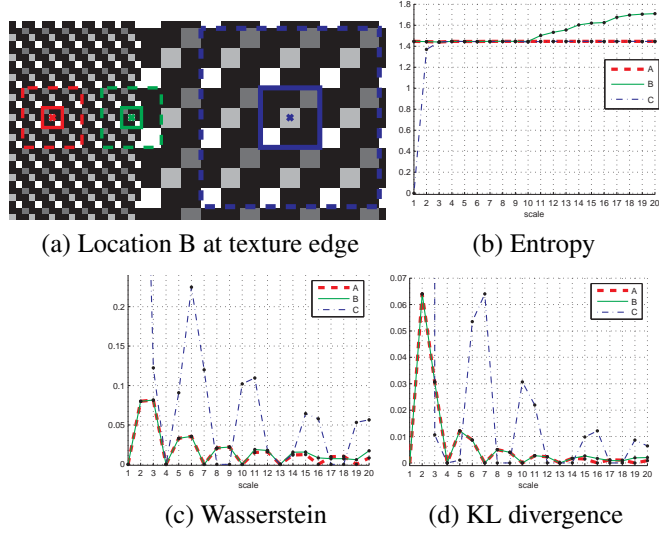 1.8
1.6
1.4
1.2
1
0.8
0.6
0.4
0.2
0
A
B
C
1 2 3 4 5 6 7 8 9 10 11 12 13 14 15 16 17 18 19 20
scale
(a) Location B at texture edge
(b) Entropy
0.2
0.15
0.1
0.05
0
A
B
C
1 2 3 4 5 6 7 8 9 10 11 12 13 14 15 16 17 18 19 20
scale
0.07
0.06
0.05
0.04
0.03
0.02
0.01
0
A
B
C
1 2 3 4 5 6 7 8 9 10 11 12 13 14 15 16 17 18 19 20
scale
(c) Wasserstein
(d) KL divergence